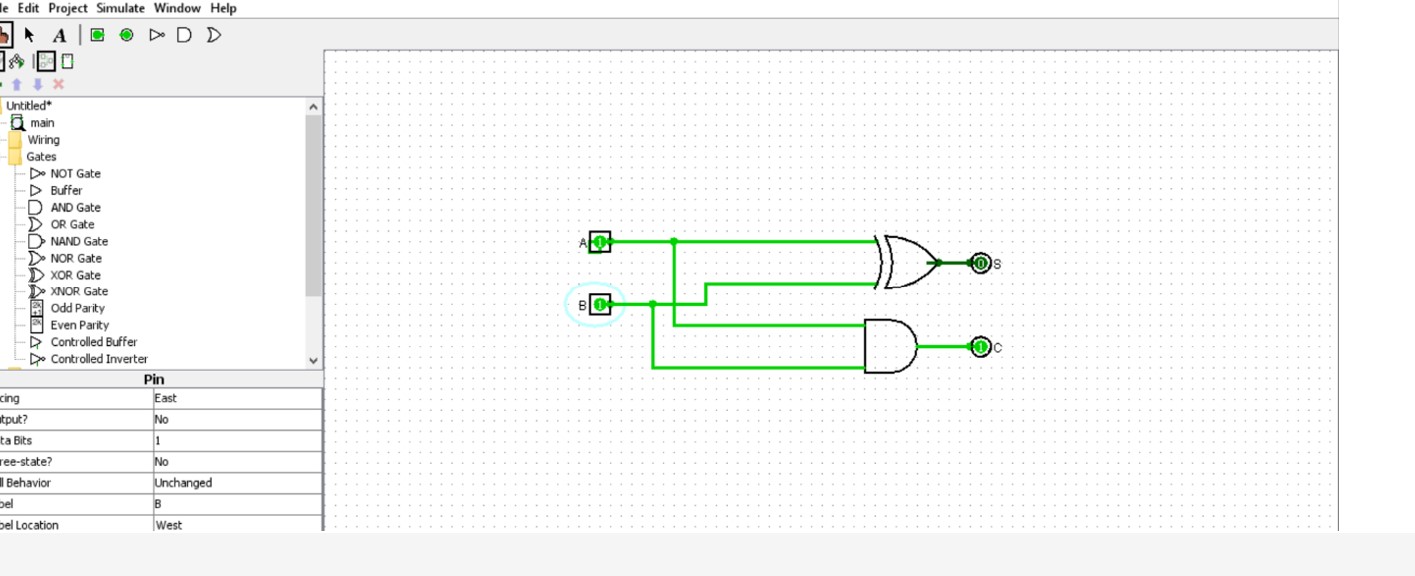 le Edit Project Simulate Window Help
A
Untitled*
main
Wiring
Gates
NOT Gate
Buffer
AND Gate
OR Gate
NAND Gate
NOR Gate
XOR Gate
XNOR Gate
Odd Parity
Even Parity
Controlled Buffer
Controlled Inverter
Pin
cing East
tput? No
ta Bits 1
ree-state? No
ll Behavior Unchanged
bel B
bel Location West
A 1
B 1
0 S
1 C